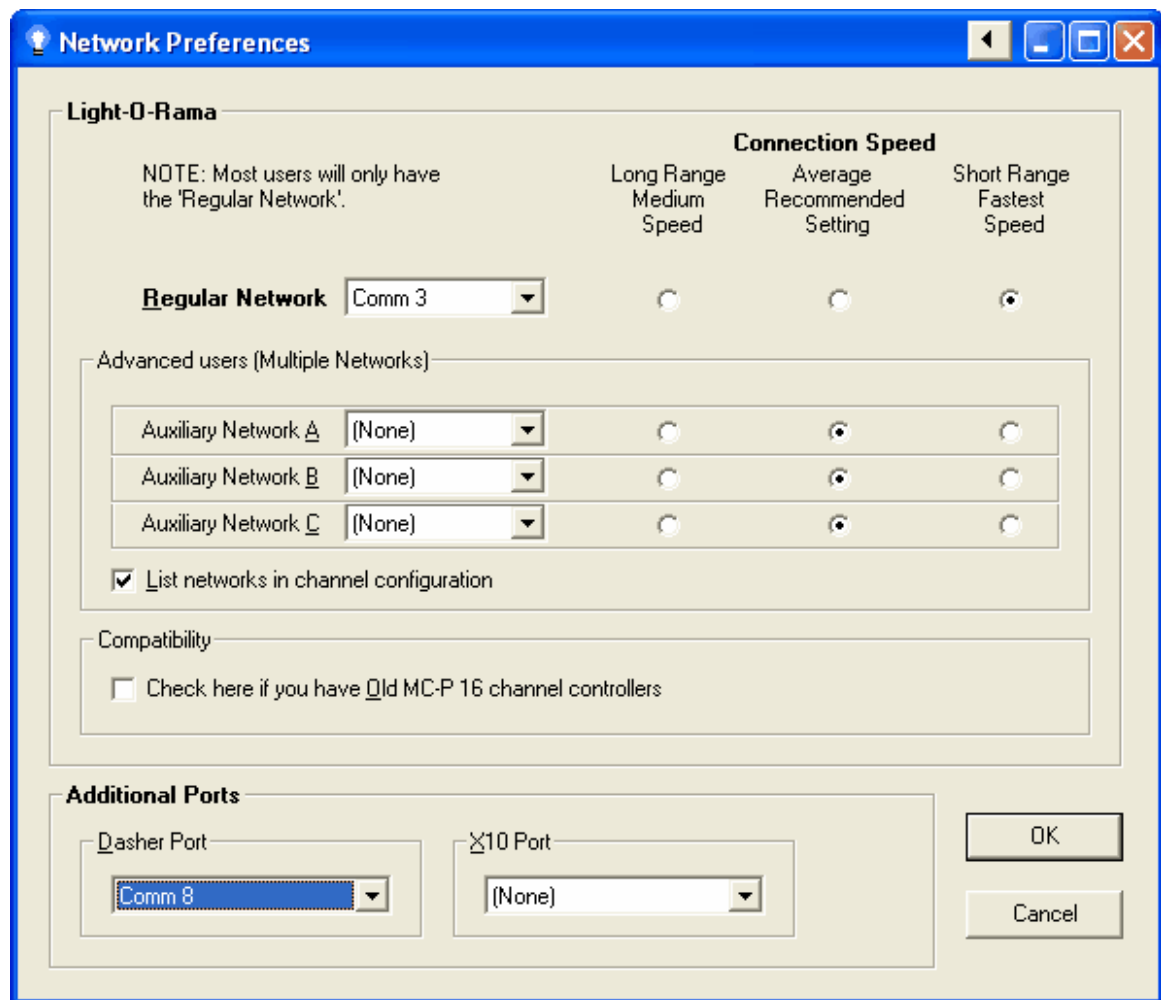 Network Preferences
Light-O-Rama
Connection Speed
NOTE: Most users will only have
the 'Regular Network'.
Long Range
Medium
Speed
Average
Recommended
Setting
Short Range
Fastest
Speed
Regular Network Comm 3
Advanced users (Multiple Networks)
Auxiliary Network A (None)
Auxiliary Network B (None)
Auxiliary Network C (None)
List networks in channel configuration
Compatibility
Check here if you have Old MC-P 16 channel controllers
Additional Ports
Dasher Port
Comm 8
X10 Port
(None)
OK
Cancel